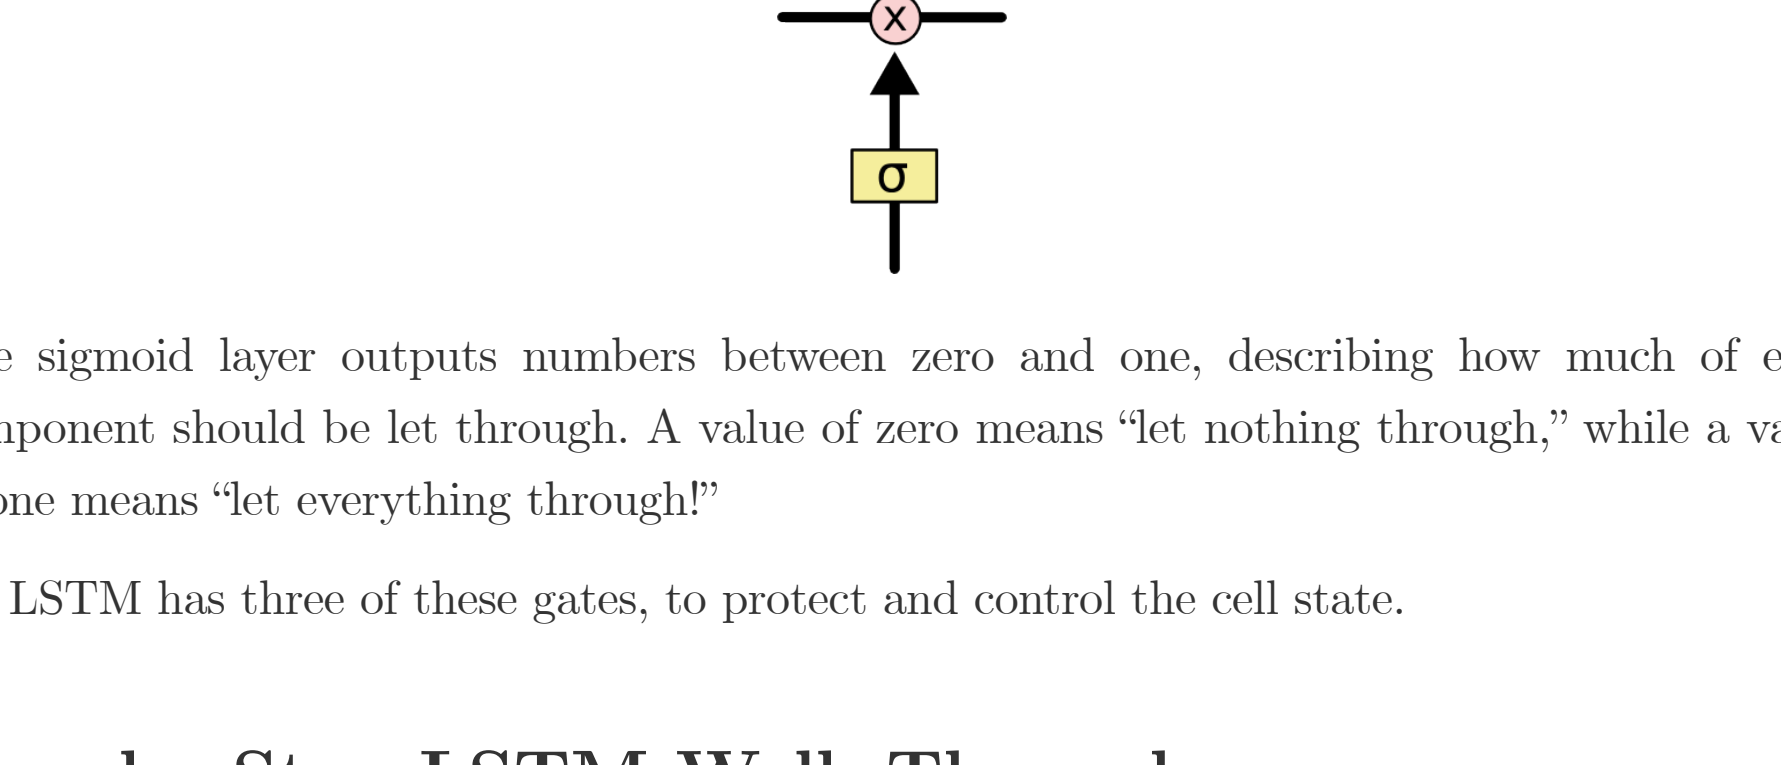 x
σ
sigmoid layer outputs numbers between zero and one, describing how much of
should be let through. A value of zero means “let nothing through,” while a
means “let everything through!”
LSTM has three of these gates, to protect and control the cell state.
LSTM